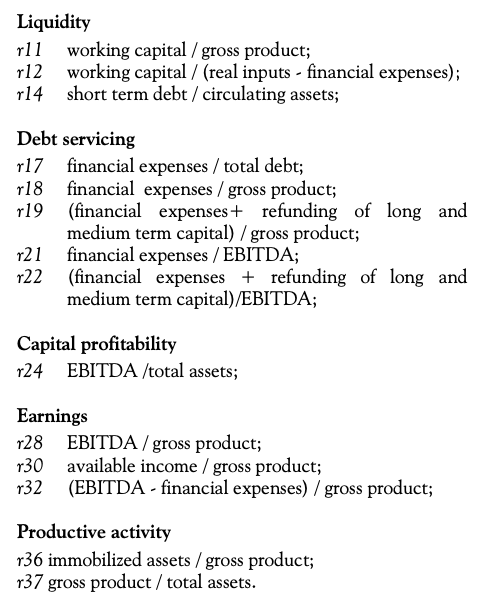 Liquidity
r11 working capital / gross product;
r12 working capital / (real inputs - financial expenses);
r14 short term debt / circulating assets;
Debt servicing
r17 financial expenses / total debt;
r18 financial expenses / gross product;
r19 (financial expenses+ refunding of long and
medium term capital) / gross product;
r21 financial expenses / EBITDA;
r22 (financial expenses + refunding of long and
medium term capital)/EBITDA;
Capital profitability
r24 EBITDA /total assets;
Earnings
r28 EBITDA / gross product;
r30 available income / gross product;
r32 (EBITDA - financial expenses) / gross product;
Productive activity
r36 immobilized assets / gross product;
r37 gross product / total assets.